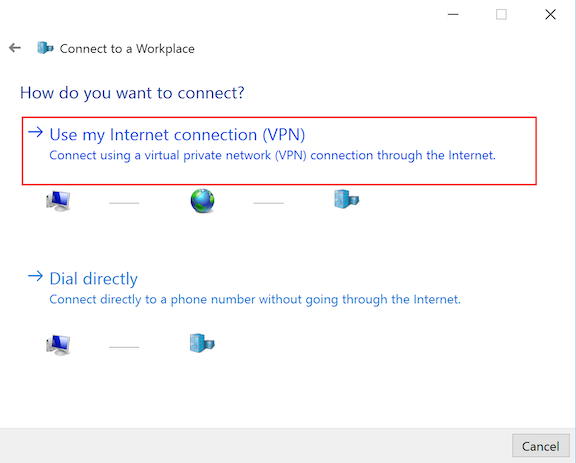 Connect to a Workplace
How do you want to connect?
Use my Internet connection (VPN)
Connect using a virtual private network (VPN) connection through the Internet.
Dial directly
Connect directly to a phone number without going through the Internet.
Cancel